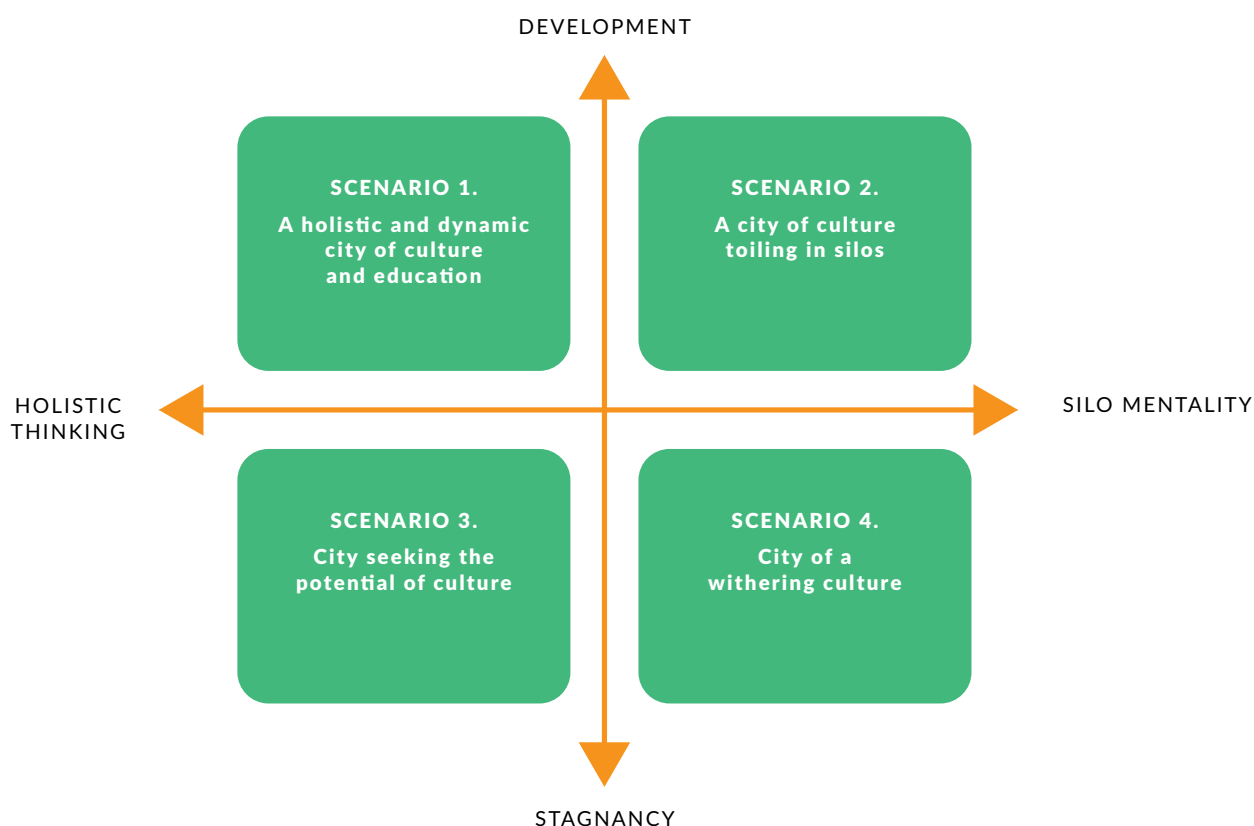 DEVELOPMENT
SCENARIO 1.
A holistic and dynamic
city of culture
and education
SCENARIO 2.
A city of culture
toiling in silos
HOLISTIC
THINKING
SILO MENTALITY
SCENARIO 3.
City seeking the
potential of culture
SCENARIO 4.
City of a
withering culture
STAGNANCY